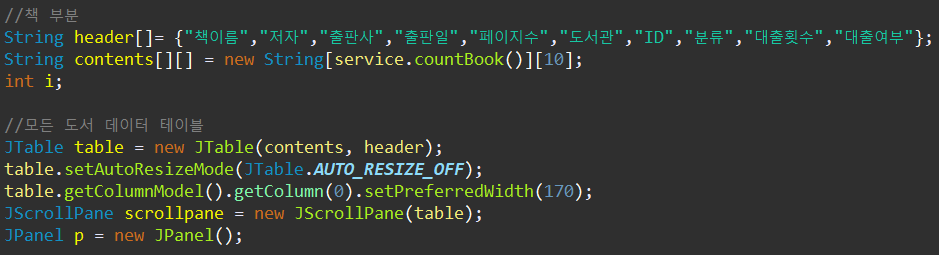 //책 부분
String header[]= {"책이름","저자","출판사","출판일","페이지수","도서관","ID","분류","대출횟수","대출여부"};
String contents[][] = new String[service.countBook()][10];
int i;
//모든 도서 데이터 테이블
JTable table = new JTable(contents, header);
table.setAutoResizeMode(JTable.AUTO_RESIZE_OFF);
table.getColumnModel().getColumn(0).setPreferredWidth(170);
JScrollPane scrollpane = new JScrollPane(table);
JPanel p = new JPanel();